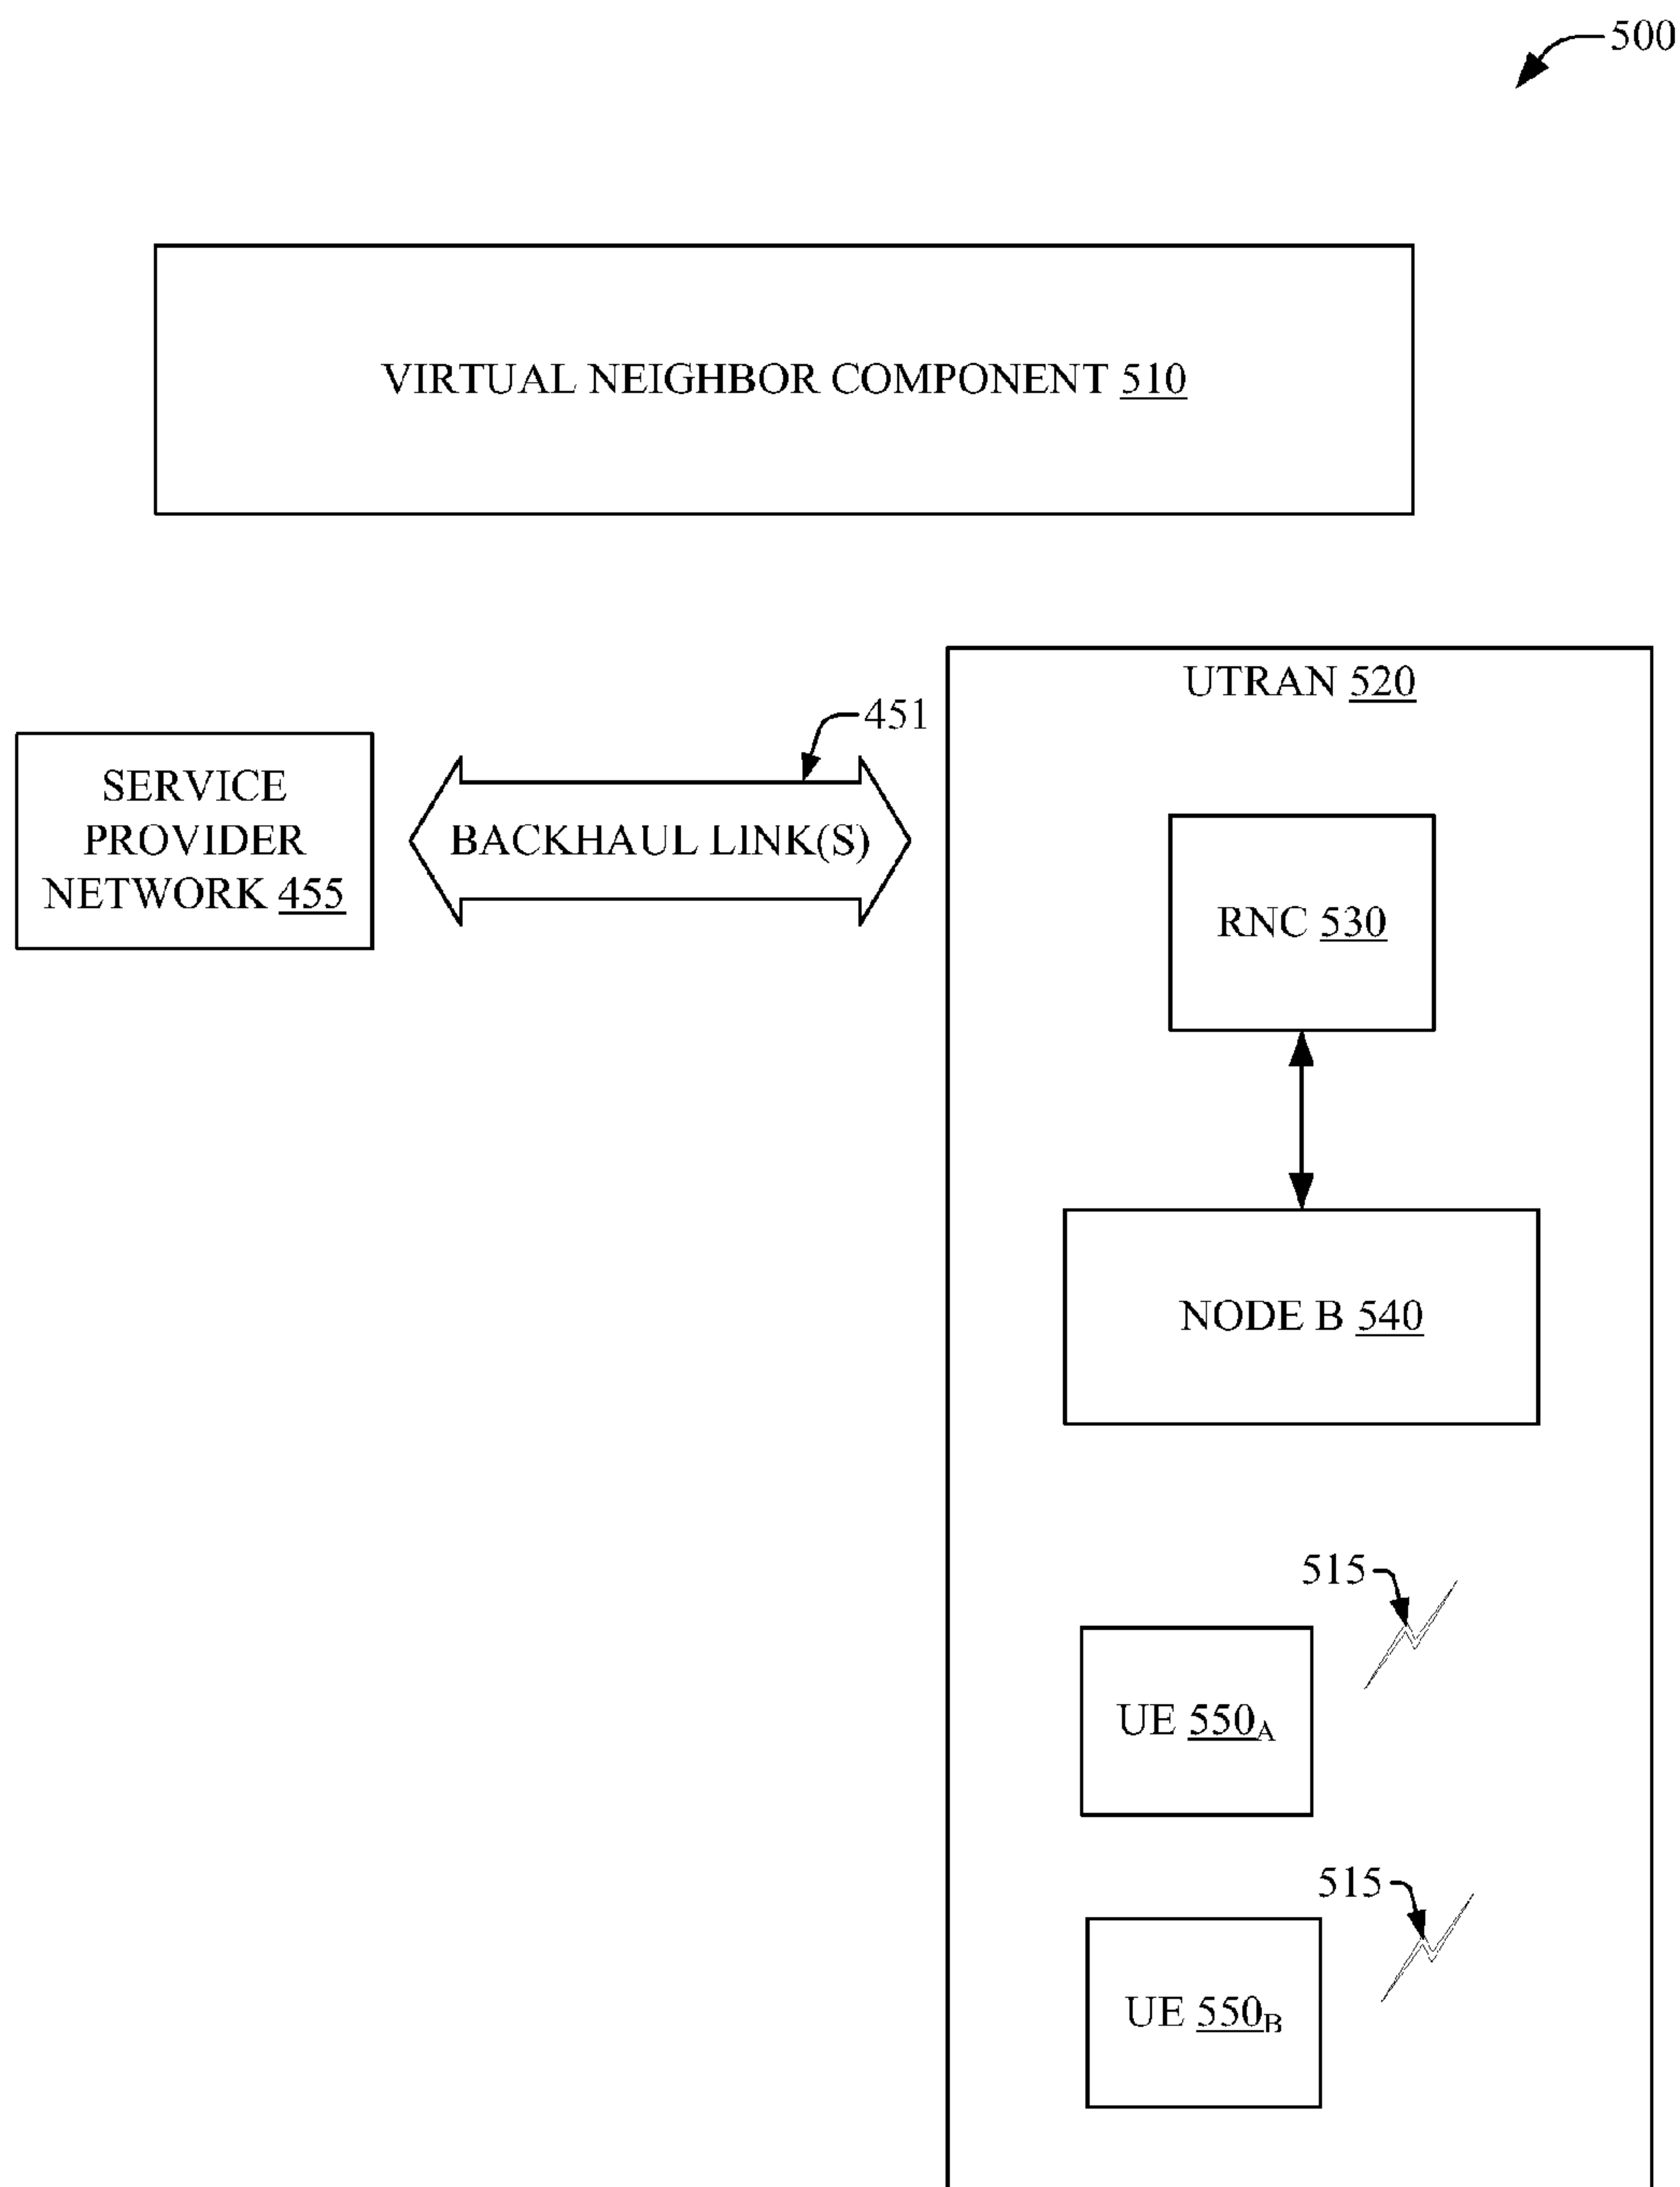 500
VIRTUAL NEIGHBOR COMPONENT 510
UTRAN 520
451
SERVICE
PROVIDER
NETWORK 455
BACKHAUL LINK(S)
RNC 530
NODE B 540
515
UE 550A
515
UE 550B